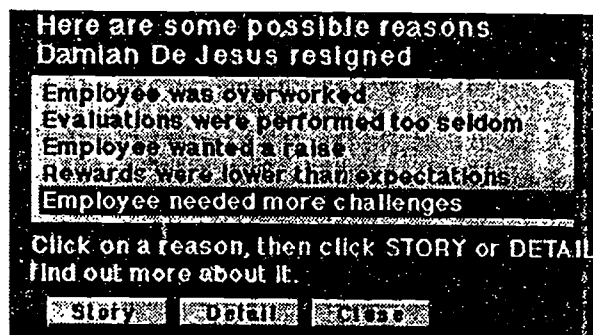 Here are some possible reasons
Damian De Jesus resigned
Employee was overworked
Evaluations were performed too seldom
Employee wanted a raise
Rewards were lower than expectations
Employee needed more challenges
Click on a reason, then click STORY or DETAIL
find out more about it.
Story Detail Close